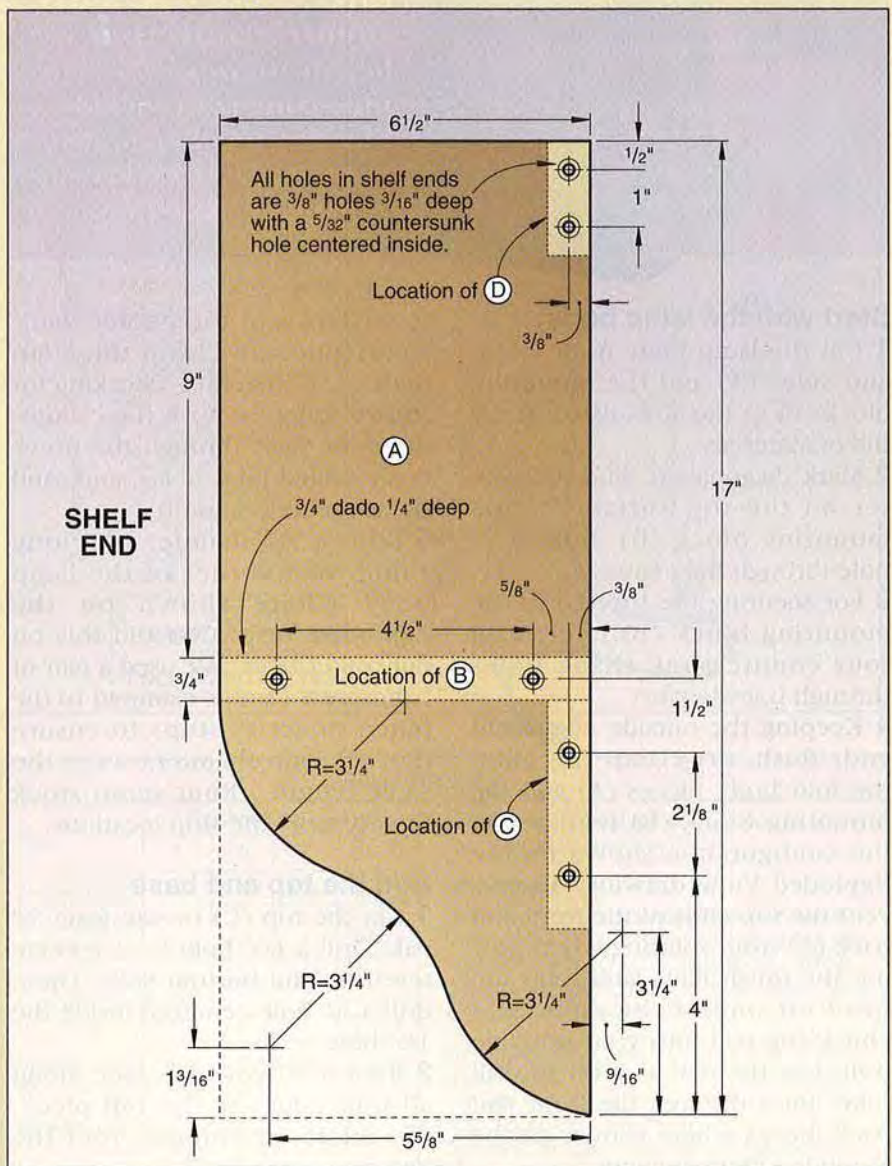 6 1/2"
1/2"
All holes in shelf ends
are 3/8" holes 3/16" deep
with a 5/32" countersunk
hole centered inside.
1"
Location of D
3/8"
9"
A
17"
SHELF
END
3/4" dado 1/4" deep
5/8"
3/8"
4 1/2"
3/4"
Location of B
1 1/2"
R=3 1/4"
2 1/8"
Location of C
R=3 1/4"
R=3 1/4"
3 1/4"
4"
1 3/16"
9/16"
5 5/8"